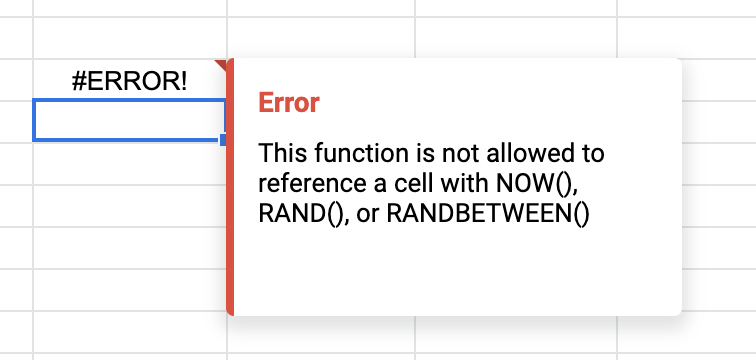 #ERROR!
Error
This function is not allowed to
reference a cell with NOW(),
RAND(), or RANDBETWEEN()